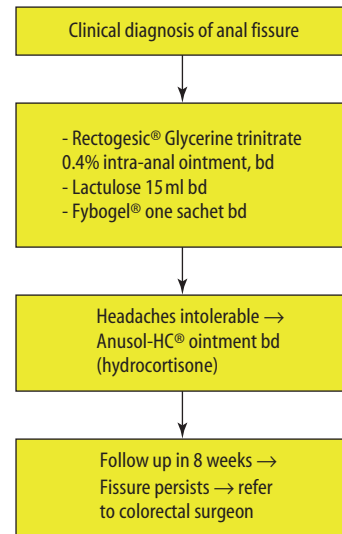 Clinical diagnosis of anal fissure
- Rectogesic® Glycerine trinitrate
0.4% intra-anal ointment, bd
- Lactulose 15 ml bd
- Fybogel® one sachet bd
Headaches intolerable →
Anusol-HC® ointment bd
(hydrocortisone)
Follow up in 8 weeks →
Fissure persists → refer
to colorectal surgeon